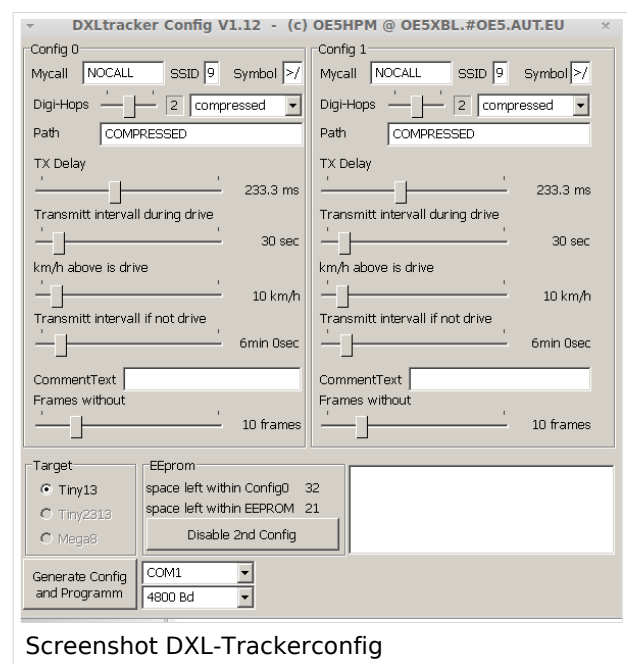 DXLtracker Config V1.12 - (c) OE5HPM @ OE5XBL.#OE5.AUT.EU
Config 0
Mycall NOCALL SSID 9 Symbol >/
Digi-Hops 2 compressed
Path COMPRESSED
TX Delay
233.3 ms
Transmitt intervall during drive
30 sec
km/h above is drive
10 km/h
Transmitt intervall if not drive
6min 0sec
CommentText
Frames without
10 frames
Config 1
Mycall NOCALL SSID 9 Symbol >/
Digi-Hops 2 compressed
Path COMPRESSED
TX Delay
233.3 ms
Transmitt intervall during drive
30 sec
km/h above is drive
10 km/h
Transmitt intervall if not drive
6min 0sec
CommentText
Frames without
10 frames
Target
Tiny13
Tiny2313
Mega8
EEprom
space left within Config0 32
space left within EEPROM 21
Disable 2nd Config
Generate Config
and Programm
COM1
4800 Bd
Screenshot DXL-Trackerconfig